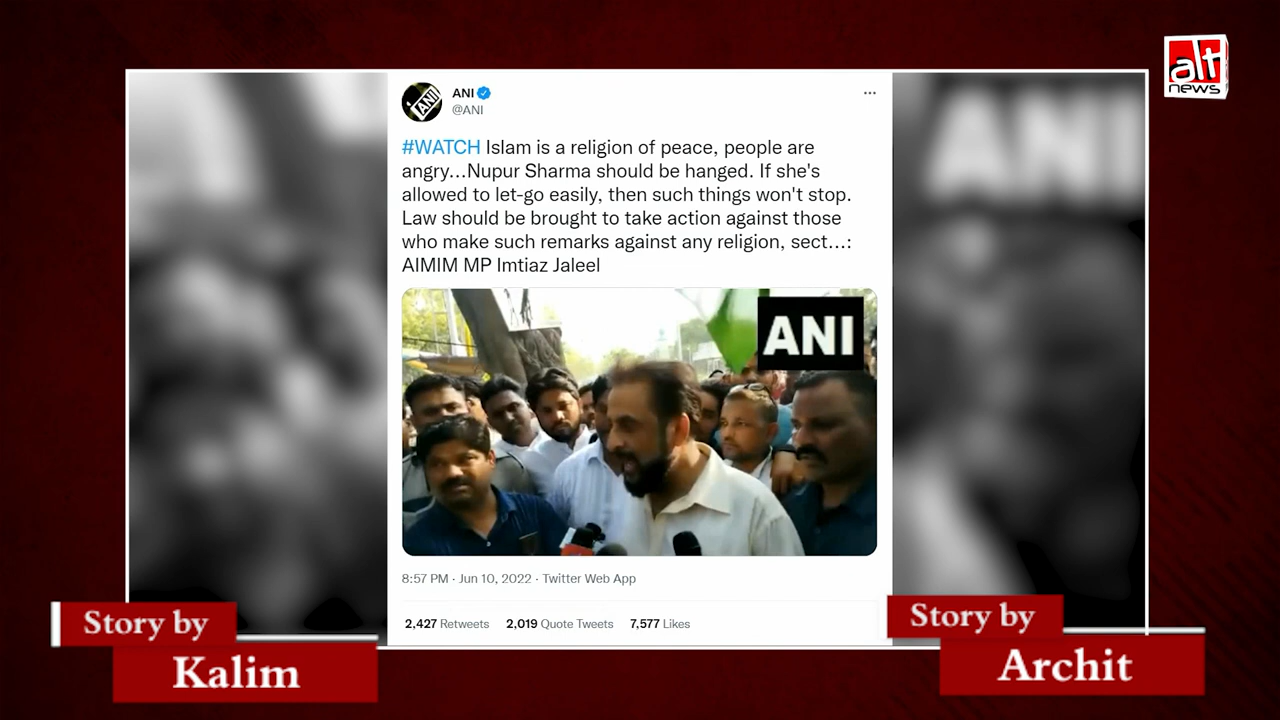 alt
news
ANI
ANI
@ANI
#WATCH Islam is a religion of peace, people are
angry...Nupur Sharma should be hanged. If she's
allowed to let-go easily, then such things won't stop.
Law should be brought to take action against those
who make such remarks against any religion, sect...:
AIMIM MP Imtiaz Jaleel
ANI
ANI
8:57 PM · Jun 10, 2022 · Twitter Web App
2,427 Retweets 2,019 Quote Tweets 7,577 Likes
Story by
Kalim
Story by
Archit